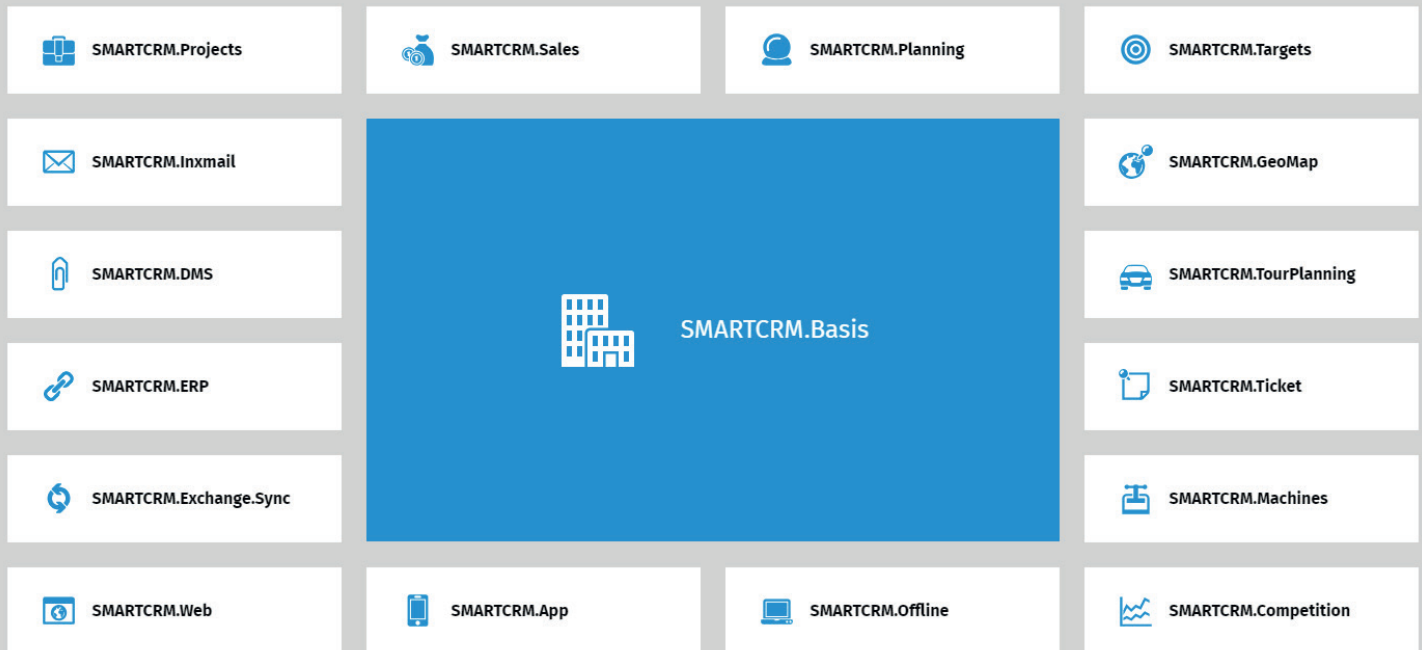 SMARTCRM.Projects
SMARTCRM.Sales
SMARTCRM.Planning
SMARTCRM.Targets
SMARTCRM.Inxmail
SMARTCRM.GeoMap
SMARTCRM.DMS
SMARTCRM.TourPlanning
SMARTCRM.Basis
SMARTCRM.ERP
SMARTCRM.Ticket
SMARTCRM.Exchange.Sync
SMARTCRM.Machines
SMARTCRM.Web
SMARTCRM.App
SMARTCRM.Offline
SMARTCRM.Competition